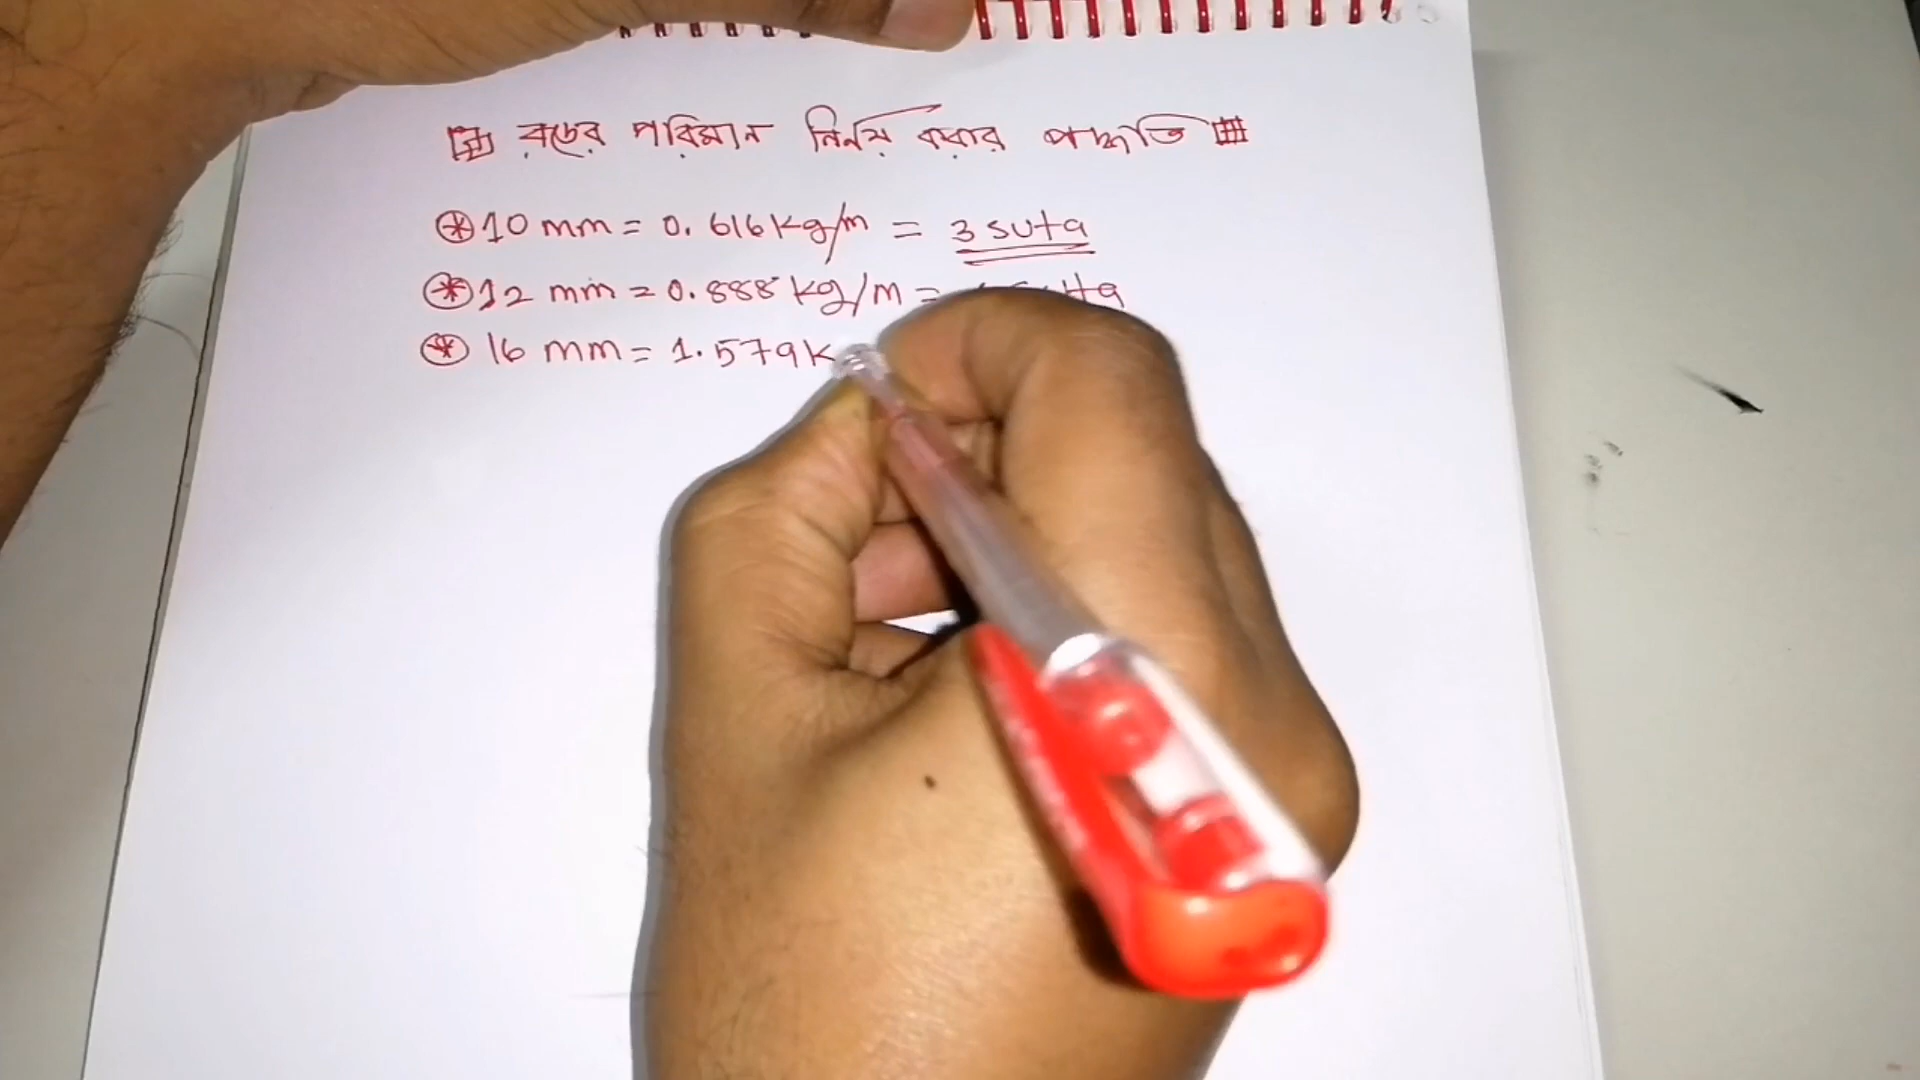 রডের পরিমান নির্নয় করার পদ্ধতি
10 mm = 0.616 kg/m = 3 suta
12 mm = 0.888 kg/m =
16 mm = 1.579 k